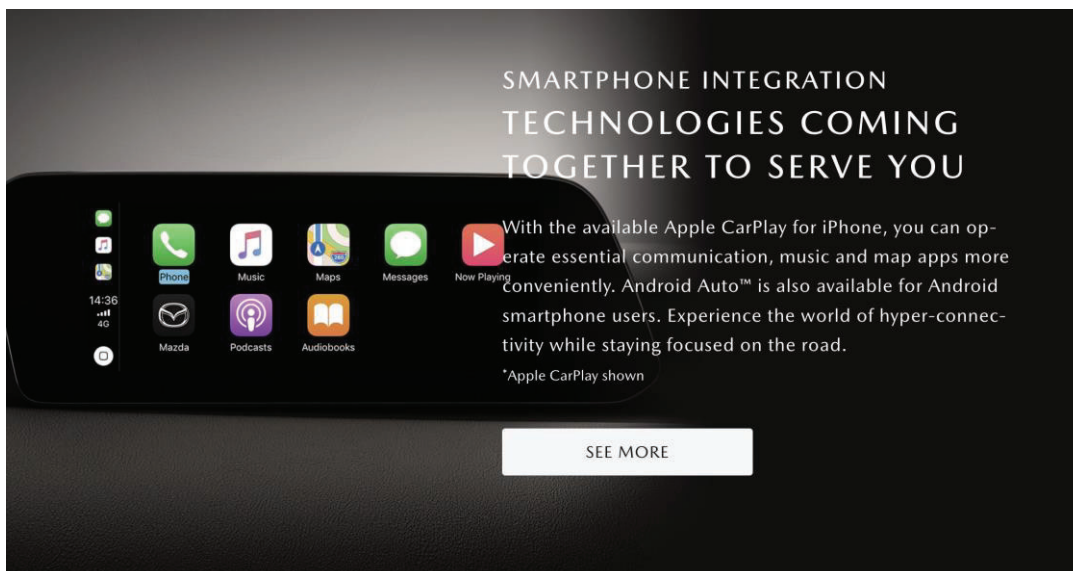 SMARTPHONE INTEGRATION
TECHNOLOGIES COMING
TOGETHER TO SERVE YOU
With the available Apple CarPlay for iPhone, you can op-
erate essential communication, music and map apps more
conveniently. Android Auto™ is also available for Android
smartphone users. Experience the world of hyper-connec-
tivity while staying focused on the road.
*Apple CarPlay shown
SEE MORE
14:36
4G
Phone
Music
Maps
Messages
Now Playing
Mazda
Podcasts
Audiobooks